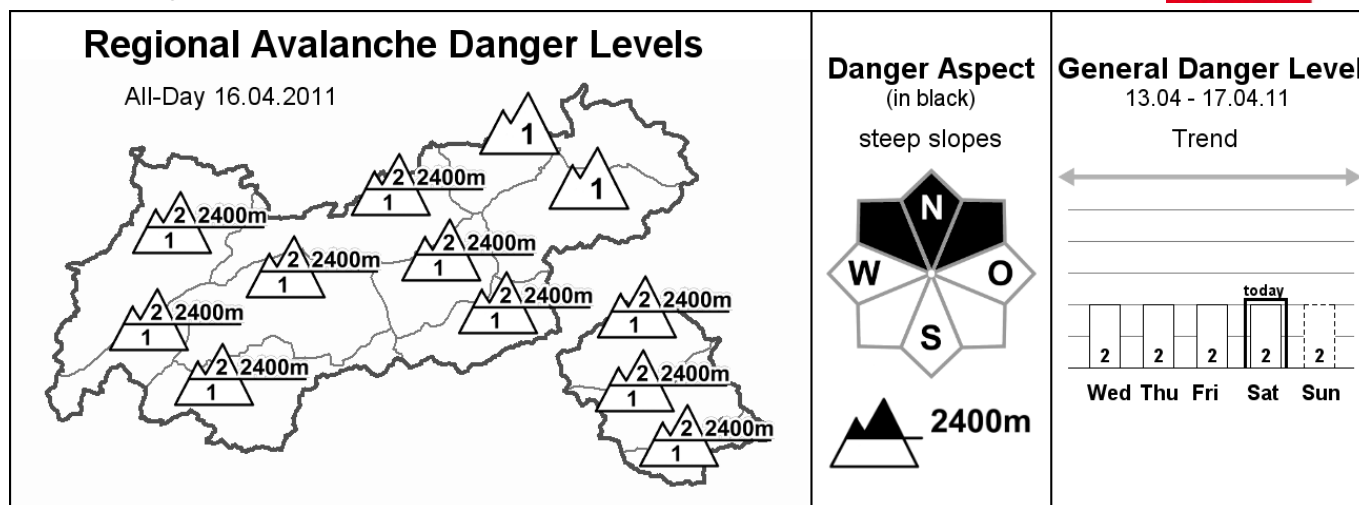 Regional Avalanche Danger Levels
All-Day 16.04.2011
1
1
2 2400m
1
2 2400m
1
2 2400m
1
2 2400m
1
2 2400m
1
2 2400m
1
2 2400m
1
2 2400m
1
2 2400m
1
2 2400m
1
Danger Aspect
(in black)
steep slopes
N
W O
S
2400m
General Danger Level
13.04 - 17.04.11
Trend
today
2 2 2 2 2
Wed Thu Fri Sat Sun